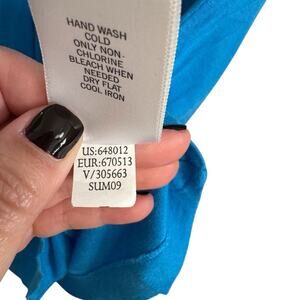 HAND WASH
COLD
ONLY NON-
CHLORINE
BLEACH WHEN
NEEDED
DRY FLAT
COOL IRON
US:648012
EUR:670513
V/305663
SUM09